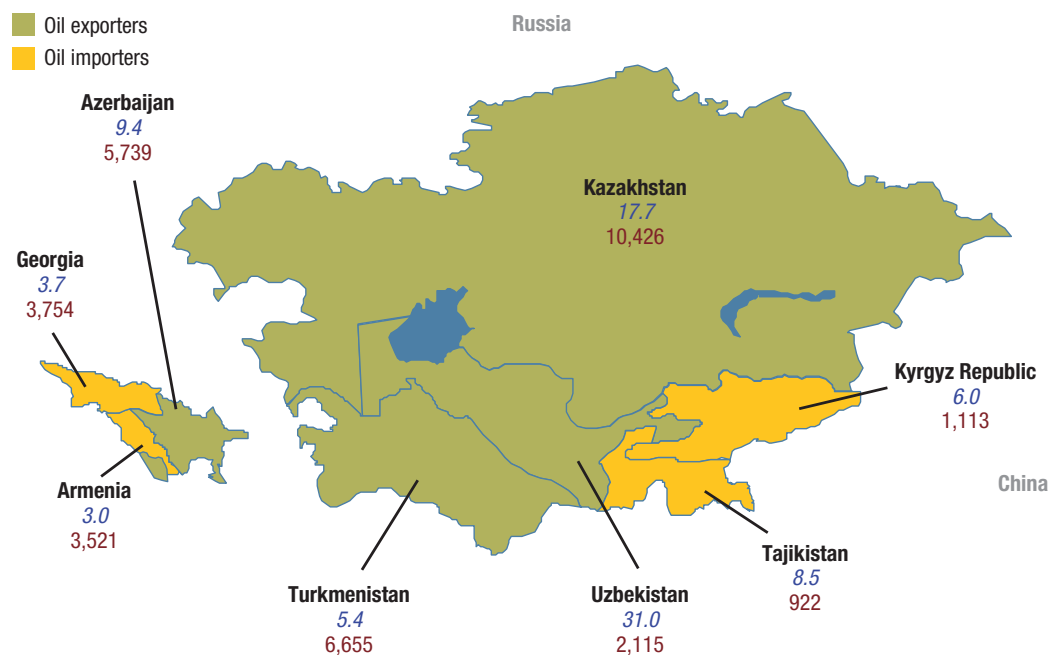 Oil exporters
Oil importers
Russia
Azerbaijan
9.4
5,739
Kazakhstan
17.7
10,426
Georgia
3.7
3,754
Kyrgyz Republic
6.0
1,113
Armenia
3.0
3,521
China
Tajikistan
8.5
922
Turkmenistan
5.4
6,655
Uzbekistan
31.0
2,115